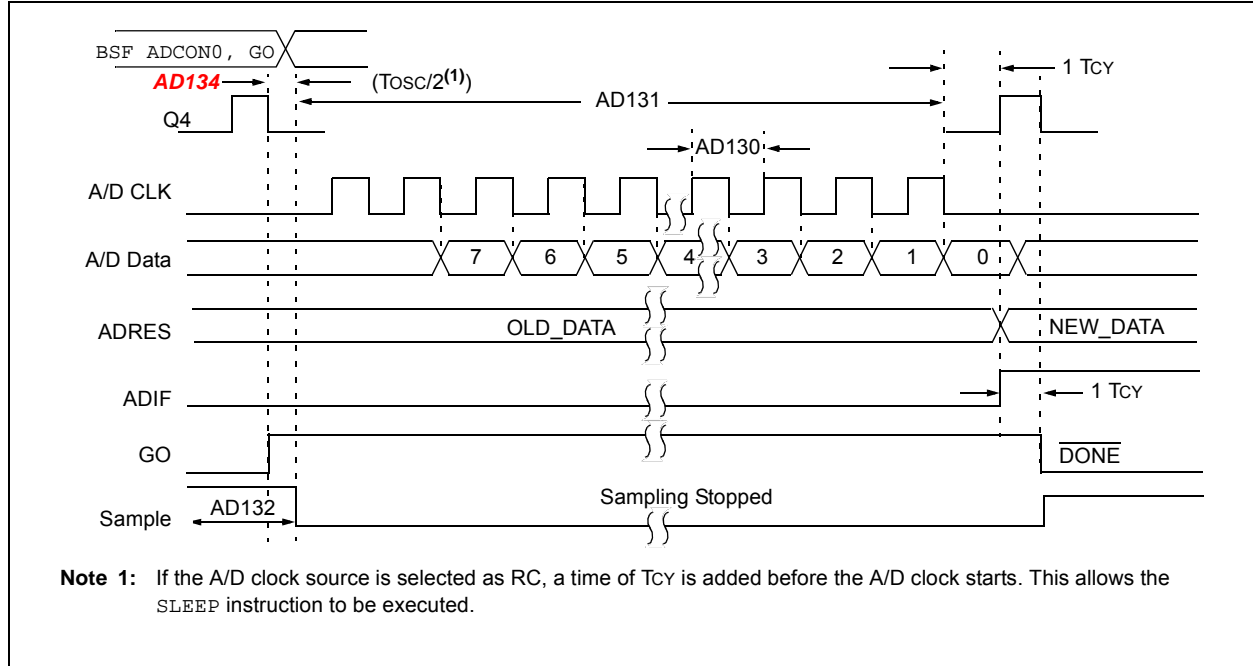 BSF ADCON0, GO
AD134
(TOSC/2(1))
1 TCY
AD131
Q4
AD130
A/D CLK
A/D Data
7
6
5
4
3
2
1
0
ADRES
OLD_DATA
NEW_DATA
ADIF
1 TCY
GO
DONE
AD132
Sampling Stopped
Sample
Note 1: If the A/D clock source is selected as RC, a time of TCY is added before the A/D clock starts. This allows the
SLEEP instruction to be executed.